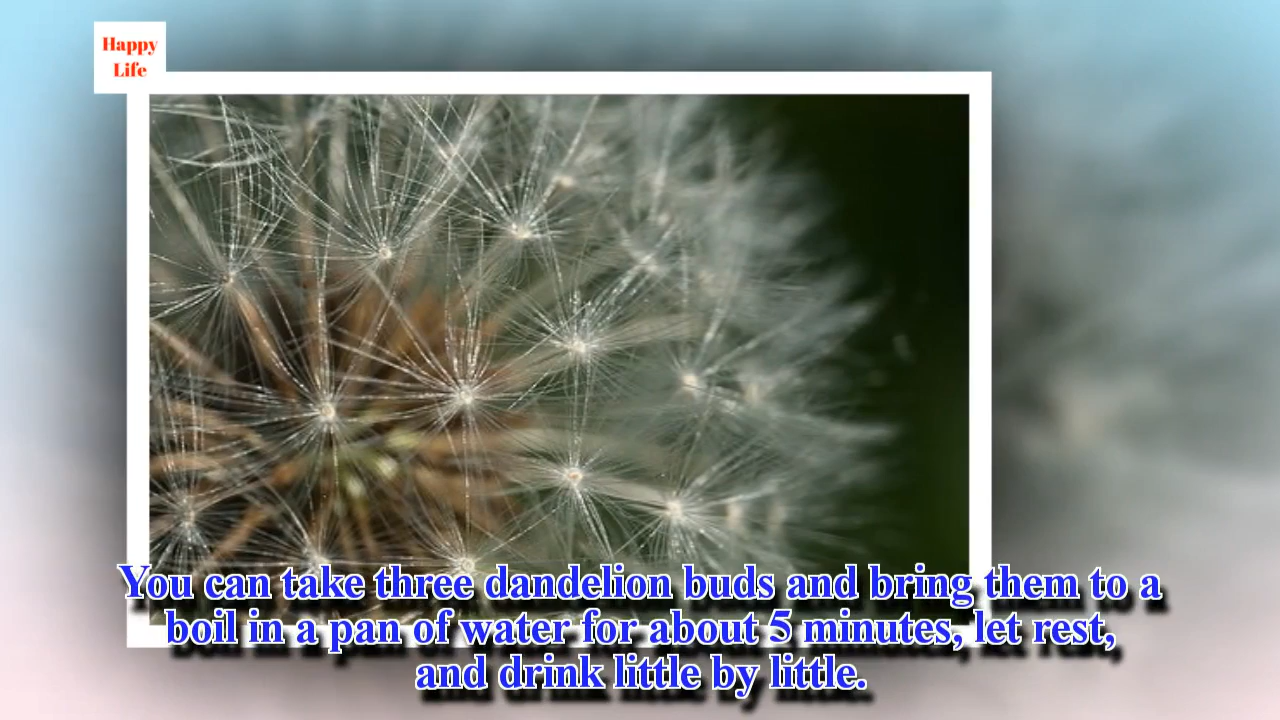 Happy
Life
You can take three dandelion buds and bring them to a
boil in a pan of water for about 5 minutes, let rest,
and drink little by little.